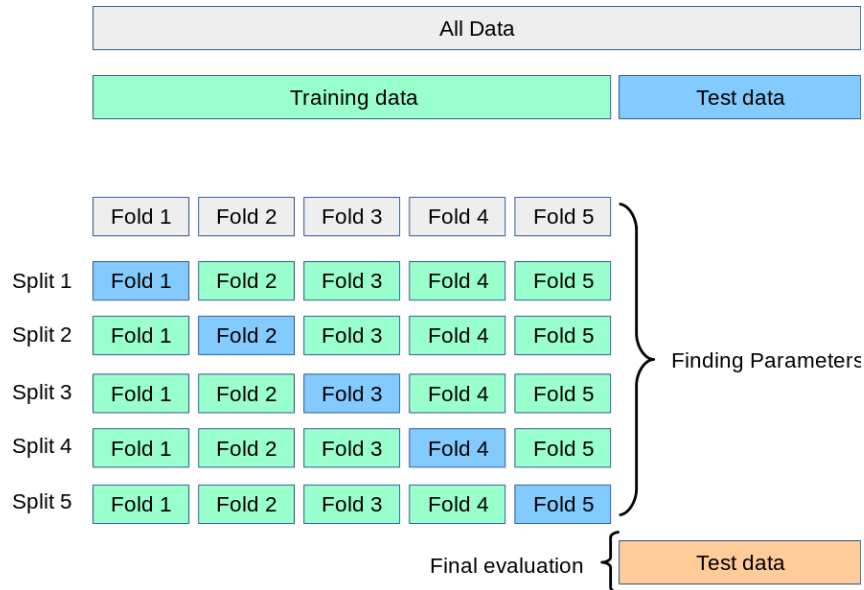 All Data
Training data Test data
Fold 1 Fold 2 Fold 3 Fold 4 Fold 5
Split 1 Fold 1 Fold 2 Fold 3 Fold 4 Fold 5
Split 2 Fold 1 Fold 2 Fold 3 Fold 4 Fold 5
Finding Parameters
Split 3 Fold 1 Fold 2 Fold 3 Fold 4 Fold 5
Split 4 Fold 1 Fold 2 Fold 3 Fold 4 Fold 5
Split 5 Fold 1 Fold 2 Fold 3 Fold 4 Fold 5
Final evaluation Test data